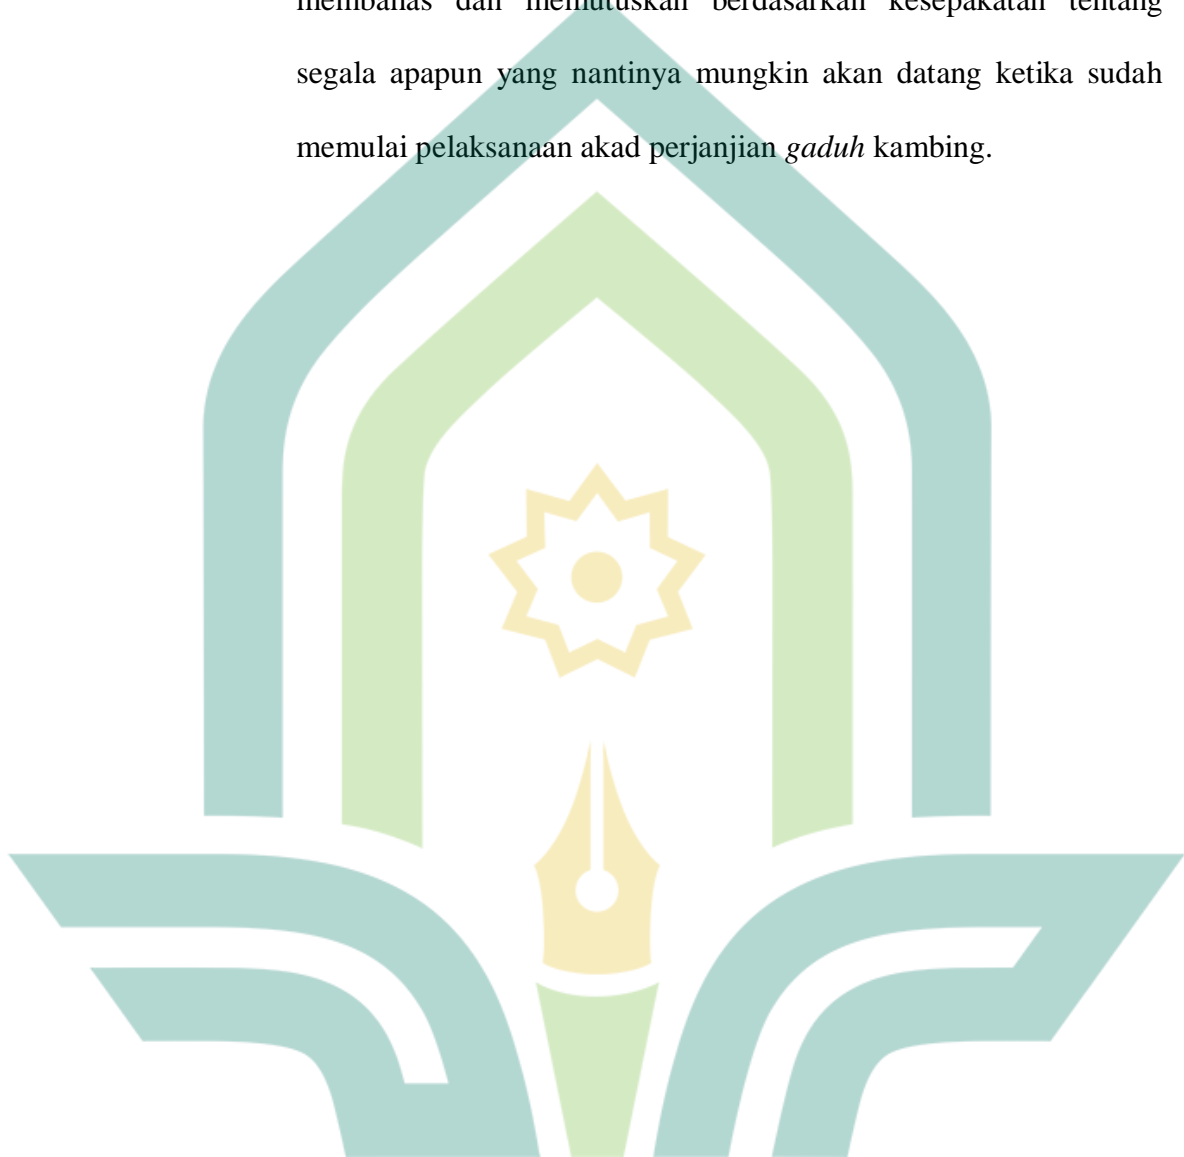 membahas dan memutuskan berdasarkan kesepakatan tentang
segala apapun yang nantinya mungkin akan datang ketika sudah
memulai pelaksanaan akad perjanjian gaduh kambing.